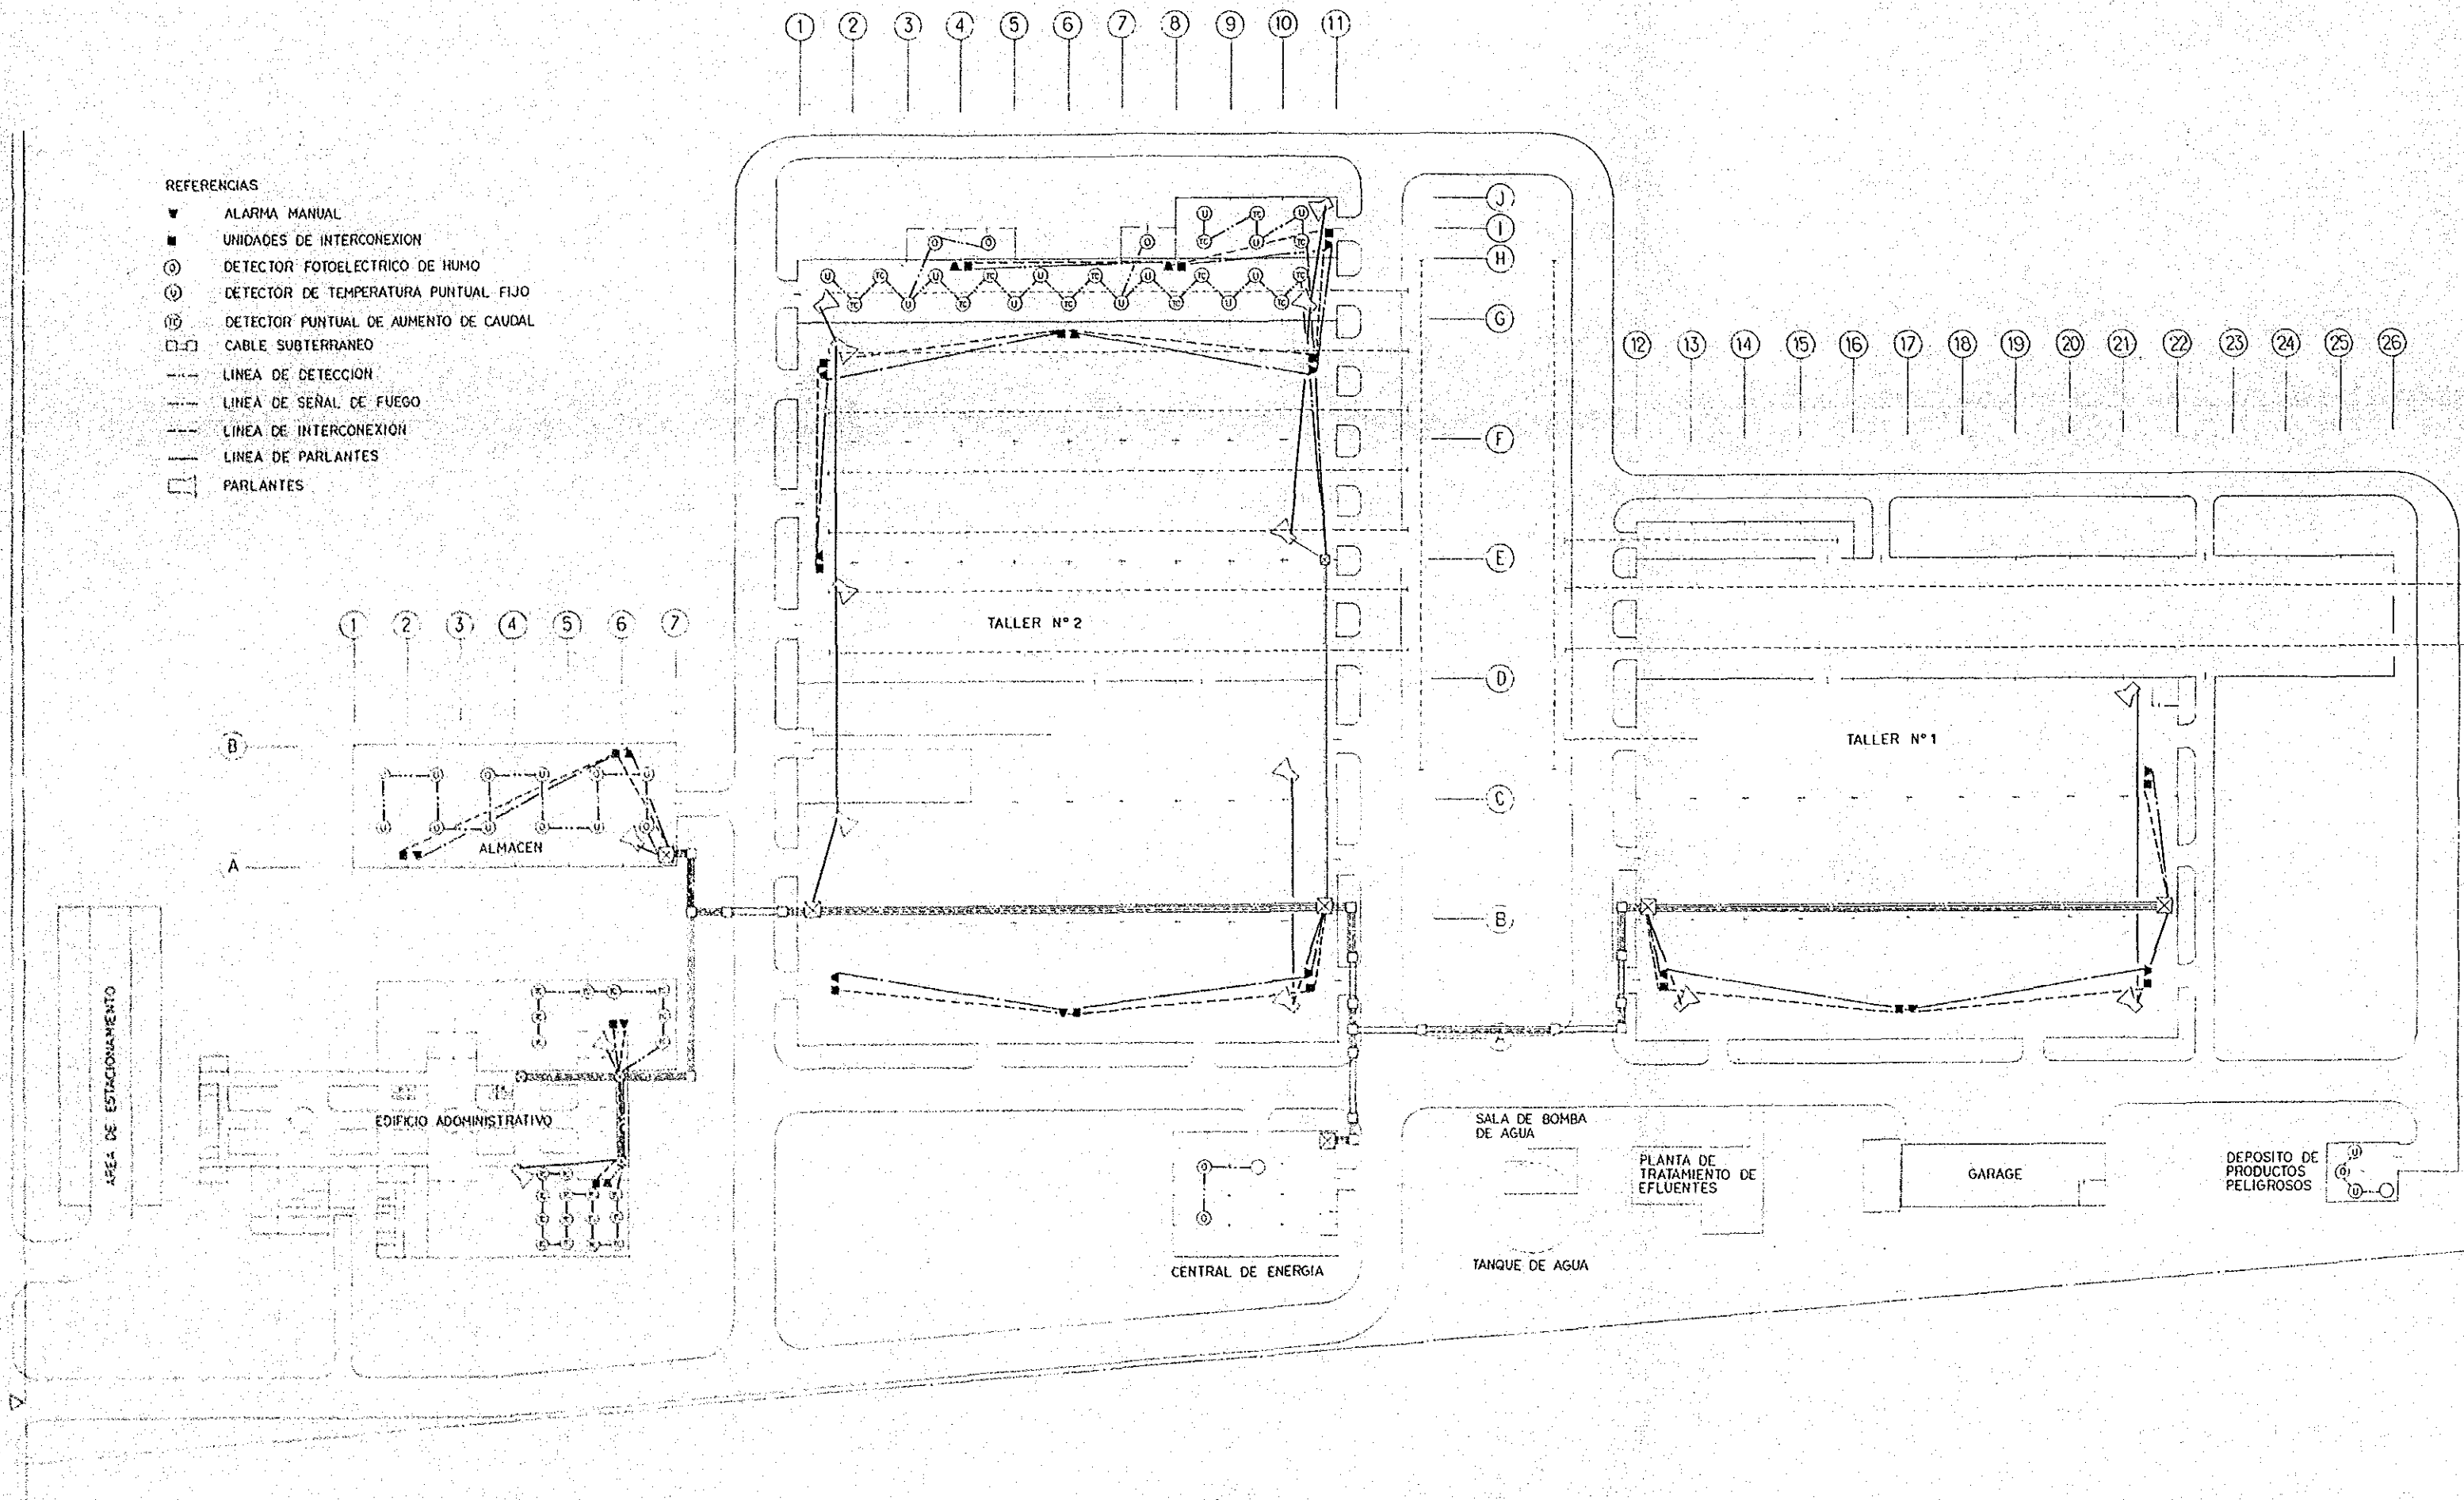 1 2 3 4 5 6 7 8 9 10 11
REFERENCIAS
ALARMA MANUAL
UNIDADES DE INTERCONEXION
DETECTOR FOTOELECTRICO DE HUMO
DETECTOR DE TEMPERATURA PUNTUAL FIJO
DETECTOR PUNTUAL DE AUMENTO DE CAUDAL
CABLE SUBTERRANEO
LINEA DE DETECCION
LINEA DE SEÑAL DE FUEGO
LINEA DE INTERCONEXION
LINEA DE PARLANTES
PARLANTES
J
I
H
G
F
E
D
C
B
A
12 13 14 15 16 17 18 19 20 21 22 23 24 25 26
TALLER Nº 2
TALLER Nº 1
1 2 3 4 5 6 7
B
A
ALMACEN
AREA DE ESTACIONAMIENTO
EDIFICIO ADOMINISTRATIVO
CENTRAL DE ENERGIA
SALA DE BOMBA
DE AGUA
TANQUE DE AGUA
PLANTA DE
TRATAMIENTO DE
EFLUENTES
GARAGE
DEPOSITO DE
PRODUCTOS
PELIGROSOS